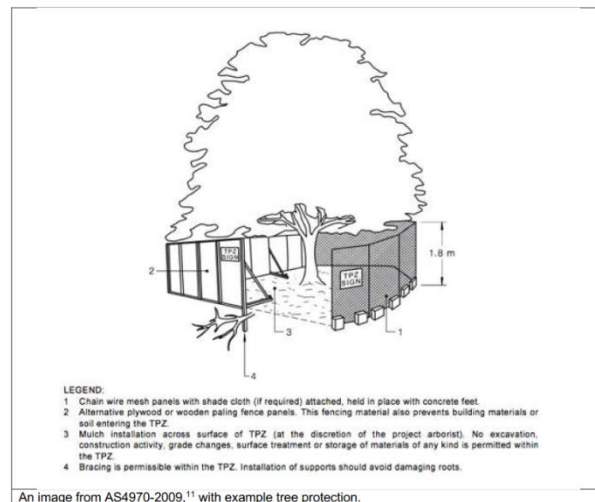 1.8 m
TPZ
SIGN
TPZ
SIGN
2
3
1
4
LEGEND:
1 Chain wire mesh panels with shade cloth (if required) attached, held in place with concrete feet.
2 Alternative plywood or wooden paling fence panels. This fencing material also prevents building materials or
soil entering the TPZ.
3 Mulch installation across surface of TPZ (at the discretion of the project arborist). No excavation,
construction activity, grade changes, surface treatment or storage of materials of any kind is permitted within
the TPZ.
4 Bracing is permissible within the TPZ. Installation of supports should avoid damaging roots.
An image from AS4970-2009,11 with example tree protection.